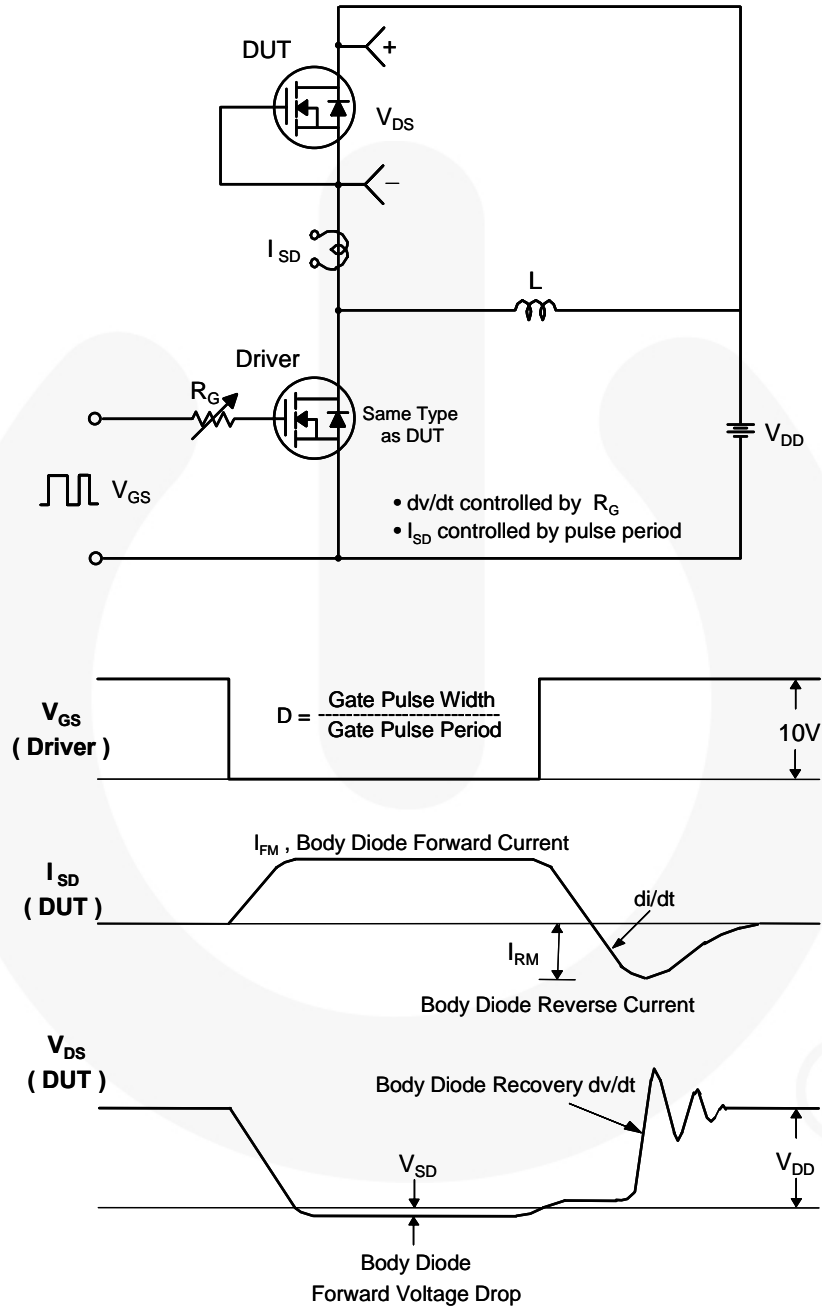 DUT
+
V_DS
–
I_SD
L
Driver
R_G
Same Type
as DUT
V_DD
V_GS
• dv/dt controlled by R_G
• I_SD controlled by pulse period
V_GS
( Driver )
D = Gate Pulse Width
Gate Pulse Period
10V
I_FM , Body Diode Forward Current
I_SD
( DUT )
di/dt
I_RM
Body Diode Reverse Current
V_DS
( DUT )
Body Diode Recovery dv/dt
V_SD
V_DD
Body Diode
Forward Voltage Drop